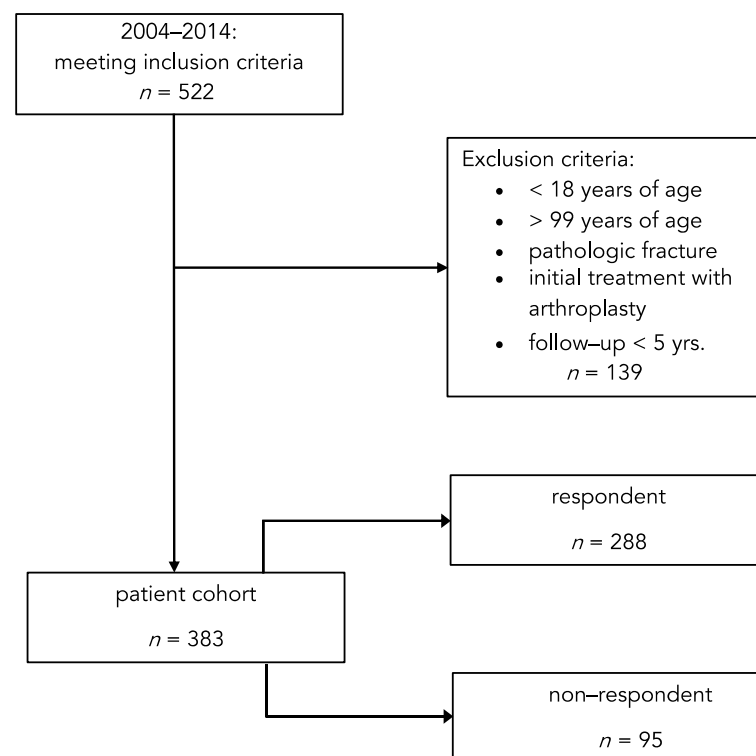 2004–2014:
meeting inclusion criteria
n = 522
Exclusion criteria:
• < 18 years of age
• > 99 years of age
• pathologic fracture
• initial treatment with
arthroplasty
• follow–up < 5 yrs.
n = 139
respondent
n = 288
patient cohort
n = 383
non–respondent
n = 95